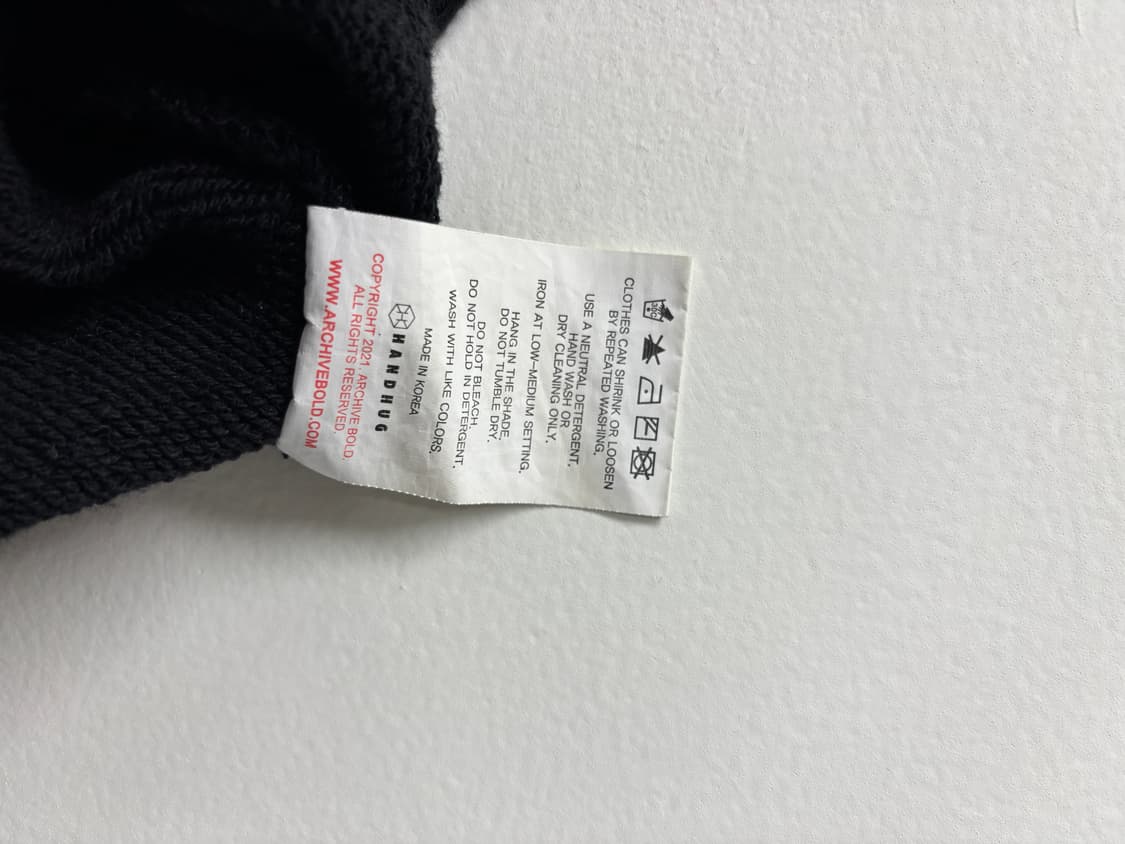 30C
CLOTHES CAN SHIRINK OR LOOSEN
BY REPEATED WASHING.
USE A NEUTRAL DETERGENT.
HAND WASH OR
DRY CLEANING ONLY.
IRON AT LOW-MEDIUM SETTING.
HANG IN THE SHADE,
DO NOT TUMBLE DRY.
DO NOT BLEACH.
DO NOT HOLD IN DETERGENT.
WASH WITH LIKE COLORS.
MADE IN KOREA
HANDHUG
COPYRIGHT 2021. ARCHIVE BOLD.
ALL RIGHTS RESERVED.
WWW.ARCHIVEBOLD.COM